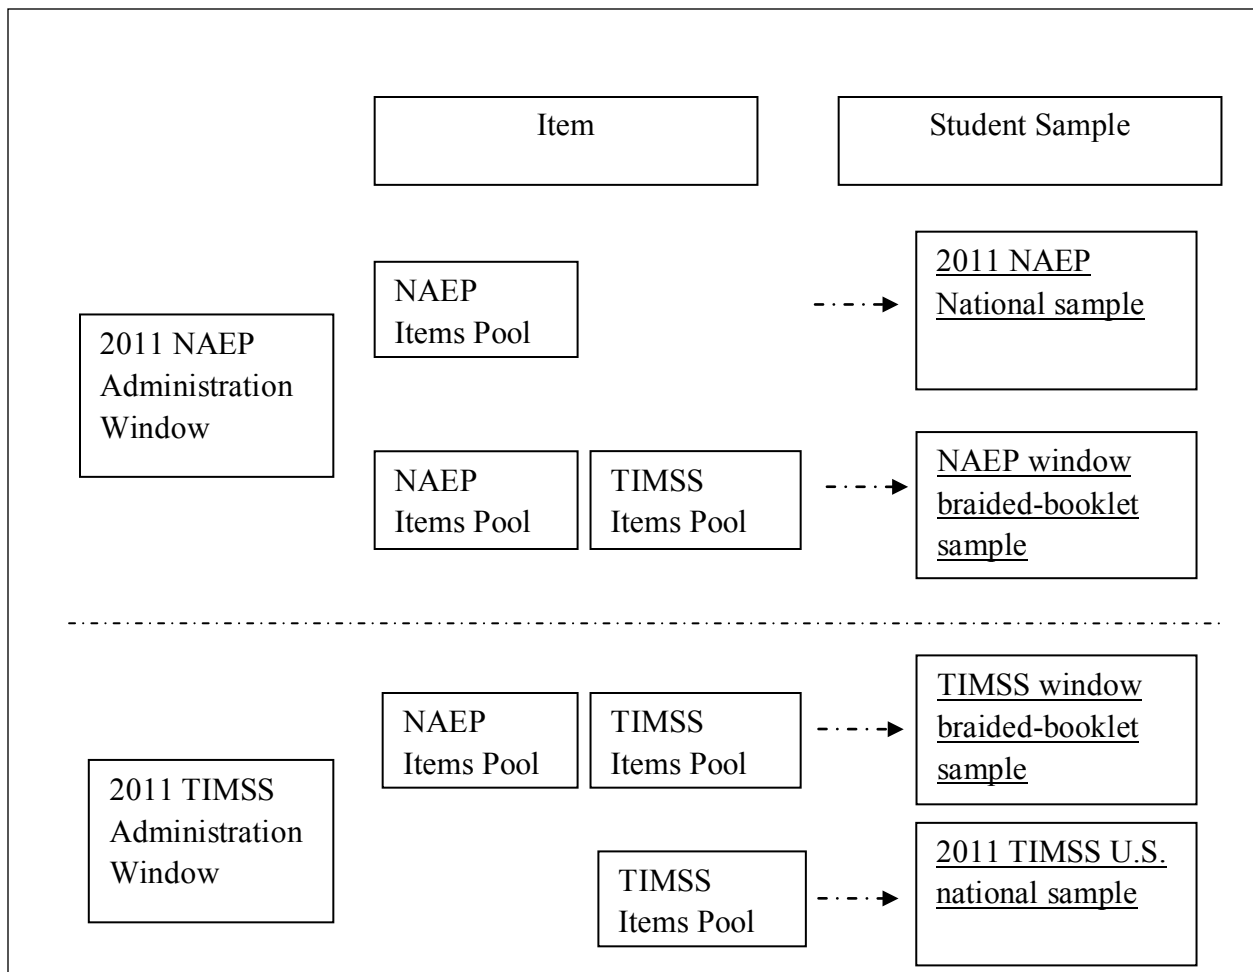 Item
Student Sample
2011 NAEP
Administration
Window
NAEP
Items Pool
2011 NAEP
National sample
NAEP
Items Pool
TIMSS
Items Pool
NAEP window
braided-booklet
sample
2011 TIMSS
Administration
Window
NAEP
Items Pool
TIMSS
Items Pool
TIMSS window
braided-booklet
sample
TIMSS
Items Pool
2011 TIMSS U.S.
national sample